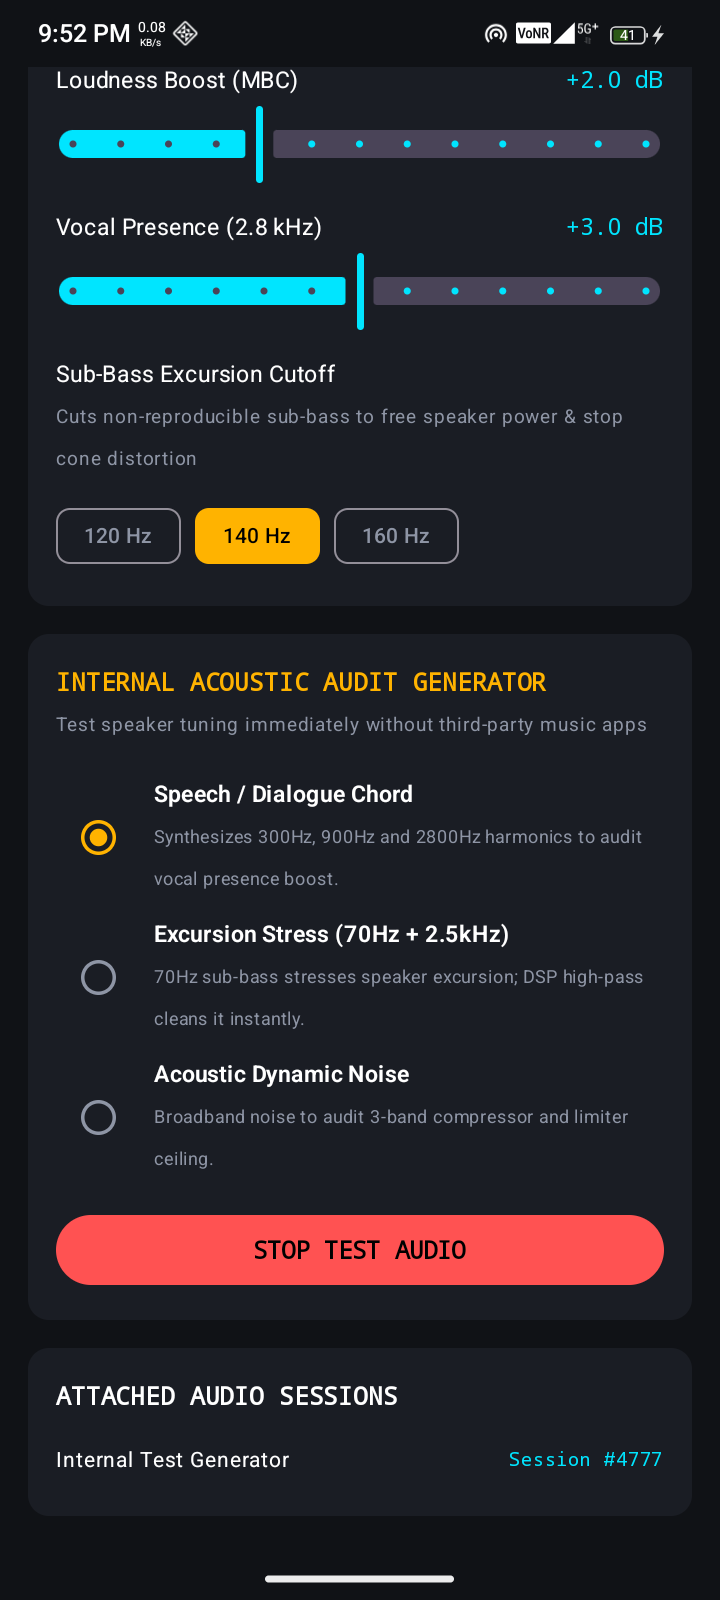 9:52 PM 0.08 KB/s VoNR 5G+ 41
Loudness Boost (MBC) +2.0 dB
Vocal Presence (2.8 kHz) +3.0 dB
Sub-Bass Excursion Cutoff
Cuts non-reproducible sub-bass to free speaker power & stop
cone distortion
120 Hz 140 Hz 160 Hz
INTERNAL ACOUSTIC AUDIT GENERATOR
Test speaker tuning immediately without third-party music apps
Speech / Dialogue Chord
Synthesizes 300Hz, 900Hz and 2800Hz harmonics to audit
vocal presence boost.
Excursion Stress (70Hz + 2.5kHz)
70Hz sub-bass stresses speaker excursion; DSP high-pass
cleans it instantly.
Acoustic Dynamic Noise
Broadband noise to audit 3-band compressor and limiter
ceiling.
STOP TEST AUDIO
ATTACHED AUDIO SESSIONS
Internal Test Generator Session #4777